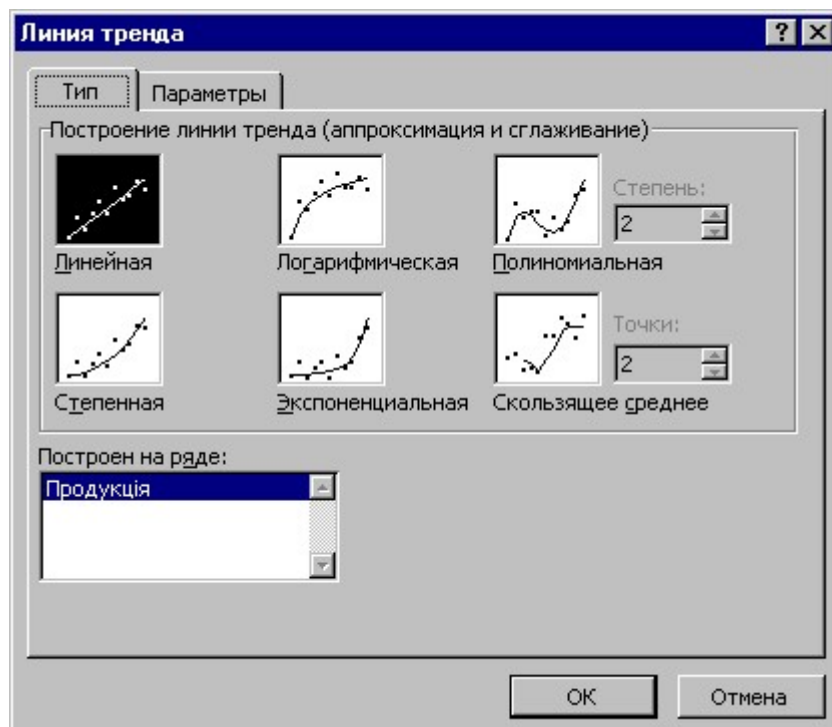 Линия тренда
Тип Параметры
Построение линии тренда (аппроксимация и сглаживание)
Степень:
2
Линейная Логарифмическая Полиномиальная
Точки:
2
Степенная Экспоненциальная Скользящее среднее
Построен на ряде:
Продукція
ОК Отмена